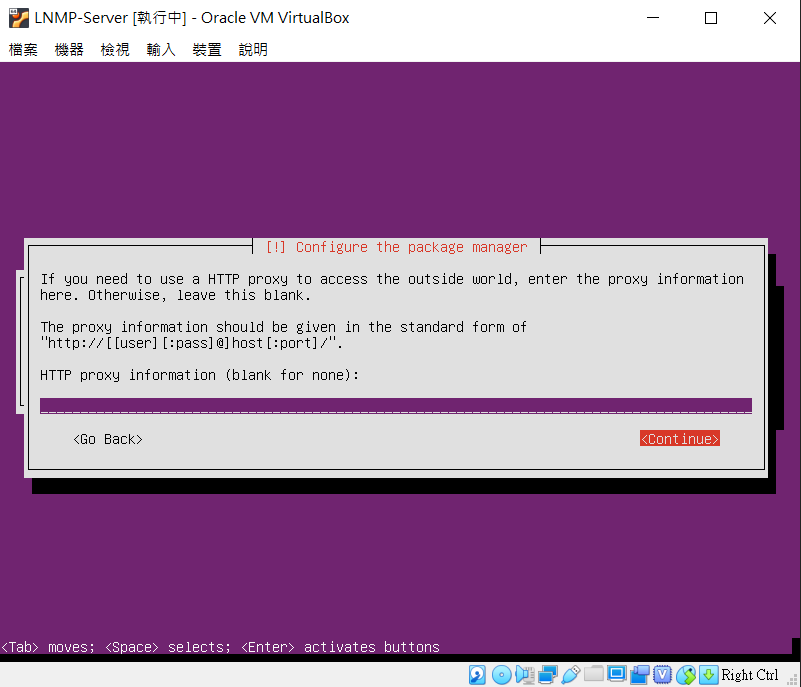 LNMP-Server [執行中] - Oracle VM VirtualBox
檔案 機器 檢視 輸入 裝置 說明
[!] Configure the package manager
If you need to use a HTTP proxy to access the outside world, enter the proxy information
here. Otherwise, leave this blank.
The proxy information should be given in the standard form of
"http://[[user][:pass]@]host[:port]/".
HTTP proxy information (blank for none):
<Go Back> <Continue>
<Tab> moves; <Space> selects; <Enter> activates buttons
Right Ctrl